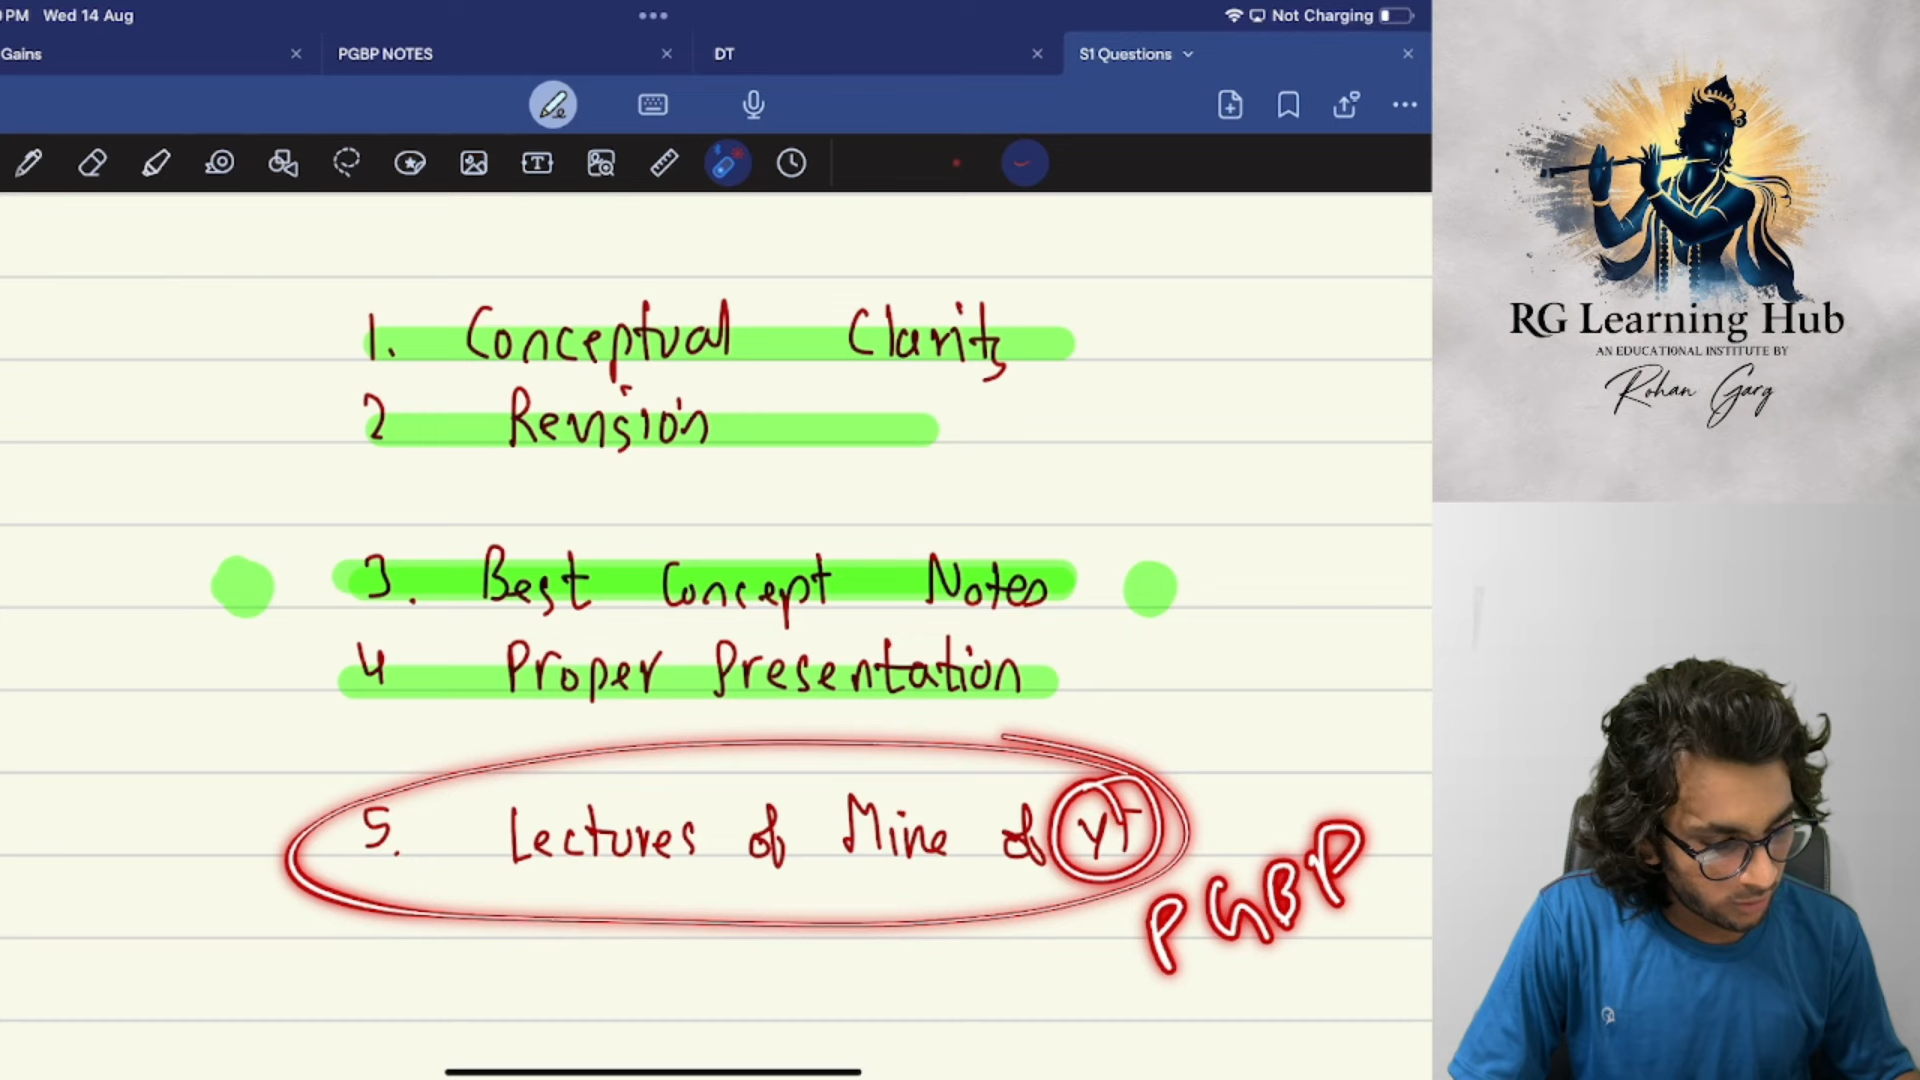 PM Wed 14 Aug
Not Charging
Gains
PGBP NOTES
DT
S1 Questions
1. Conceptual Clarity
2 Revision
3. Best Concept Notes
4 Proper Presentation
5. Lectures of Mine of YT
PGBP
RG Learning Hub
AN EDUCATIONAL INSTITUTE BY
Rohan Garg